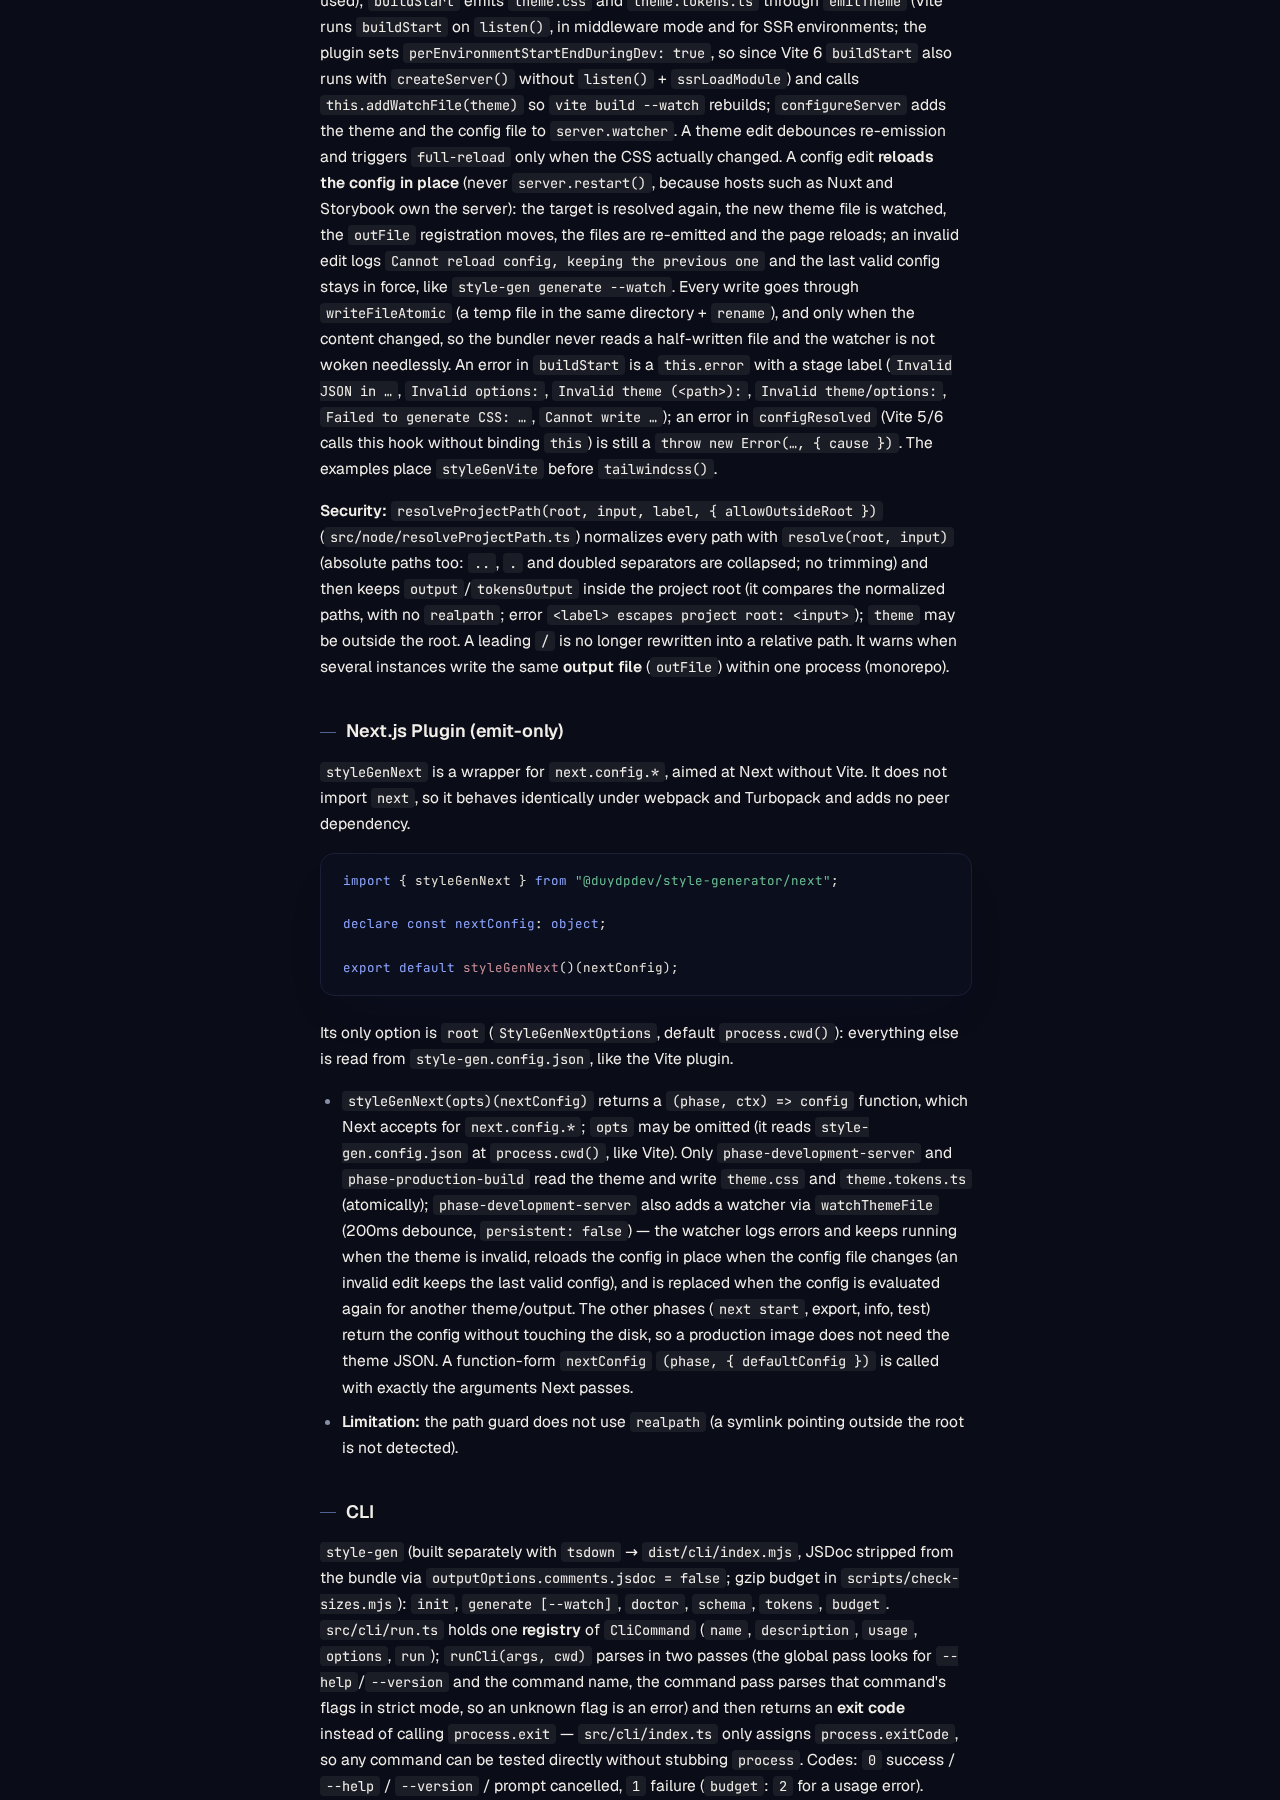 used), buildStart emits theme.css and theme.tokens.ts through emitTheme (Vite
runs buildStart on listen(), in middleware mode and for SSR environments; the
plugin sets perEnvironmentStartEndDuringDev: true, so since Vite 6 buildStart also
runs with createServer() without listen() + ssrLoadModule) and calls
this.addWatchFile(theme) so vite build --watch rebuilds; configureServer adds
the theme and the config file to server.watcher. A theme edit debounces re-emission
and triggers full-reload only when the CSS actually changed. A config edit reloads
the config in place (never server.restart(), because hosts such as Nuxt and
Storybook own the server): the target is resolved again, the new theme file is watched,
the outFile registration moves, the files are re-emitted and the page reloads; an invalid
edit logs Cannot reload config, keeping the previous one and the last valid config
stays in force, like style-gen generate --watch. Every write goes through
writeFileAtomic (a temp file in the same directory + rename), and only when the
content changed, so the bundler never reads a half-written file and the watcher is not
woken needlessly. An error in buildStart is a this.error with a stage label (Invalid
JSON in …, Invalid options:, Invalid theme (<path>):, Invalid theme/options:,
Failed to generate CSS: …, Cannot write …); an error in configResolved (Vite 5/6
calls this hook without binding this) is still a throw new Error(…, { cause }). The
examples place styleGenVite before tailwindcss().
Security: resolveProjectPath(root, input, label, { allowOutsideRoot })
(src/node/resolveProjectPath.ts) normalizes every path with resolve(root, input)
(absolute paths too: .., . and doubled separators are collapsed; no trimming) and
then keeps output/tokensOutput inside the project root (it compares the normalized
paths, with no realpath; error <label> escapes project root: <input>); theme may
be outside the root. A leading / is no longer rewritten into a relative path. It warns when
several instances write the same output file (outFile) within one process (monorepo).
— Next.js Plugin (emit-only)
styleGenNext is a wrapper for next.config.*, aimed at Next without Vite. It does not
import next, so it behaves identically under webpack and Turbopack and adds no peer
dependency.
import { styleGenNext } from "@duydpdev/style-generator/next";
declare const nextConfig: object;
export default styleGenNext()(nextConfig);
Its only option is root (StyleGenNextOptions, default process.cwd()): everything else
is read from style-gen.config.json, like the Vite plugin.
• styleGenNext(opts)(nextConfig) returns a (phase, ctx) => config function, which
Next accepts for next.config.*; opts may be omitted (it reads style-
gen.config.json at process.cwd(), like Vite). Only phase-development-server and
phase-production-build read the theme and write theme.css and theme.tokens.ts
(atomically); phase-development-server also adds a watcher via watchThemeFile
(200ms debounce, persistent: false) — the watcher logs errors and keeps running
when the theme is invalid, reloads the config in place when the config file changes (an
invalid edit keeps the last valid config), and is replaced when the config is evaluated
again for another theme/output. The other phases (next start, export, info, test)
return the config without touching the disk, so a production image does not need the
theme JSON. A function-form nextConfig (phase, { defaultConfig }) is called
with exactly the arguments Next passes.
• Limitation: the path guard does not use realpath (a symlink pointing outside the root
is not detected).
— CLI
style-gen (built separately with tsdown → dist/cli/index.mjs, JSDoc stripped from
the bundle via outputOptions.comments.jsdoc = false; gzip budget in scripts/check-
sizes.mjs): init, generate [--watch], doctor, schema, tokens, budget.
src/cli/run.ts holds one registry of CliCommand (name, description, usage,
options, run); runCli(args, cwd) parses in two passes (the global pass looks for --
help/--version and the command name, the command pass parses that command's
flags in strict mode, so an unknown flag is an error) and then returns an exit code
instead of calling process.exit — src/cli/index.ts only assigns process.exitCode,
so any command can be tested directly without stubbing process. Codes: 0 success /
--help / --version / prompt cancelled, 1 failure (budget: 2 for a usage error).